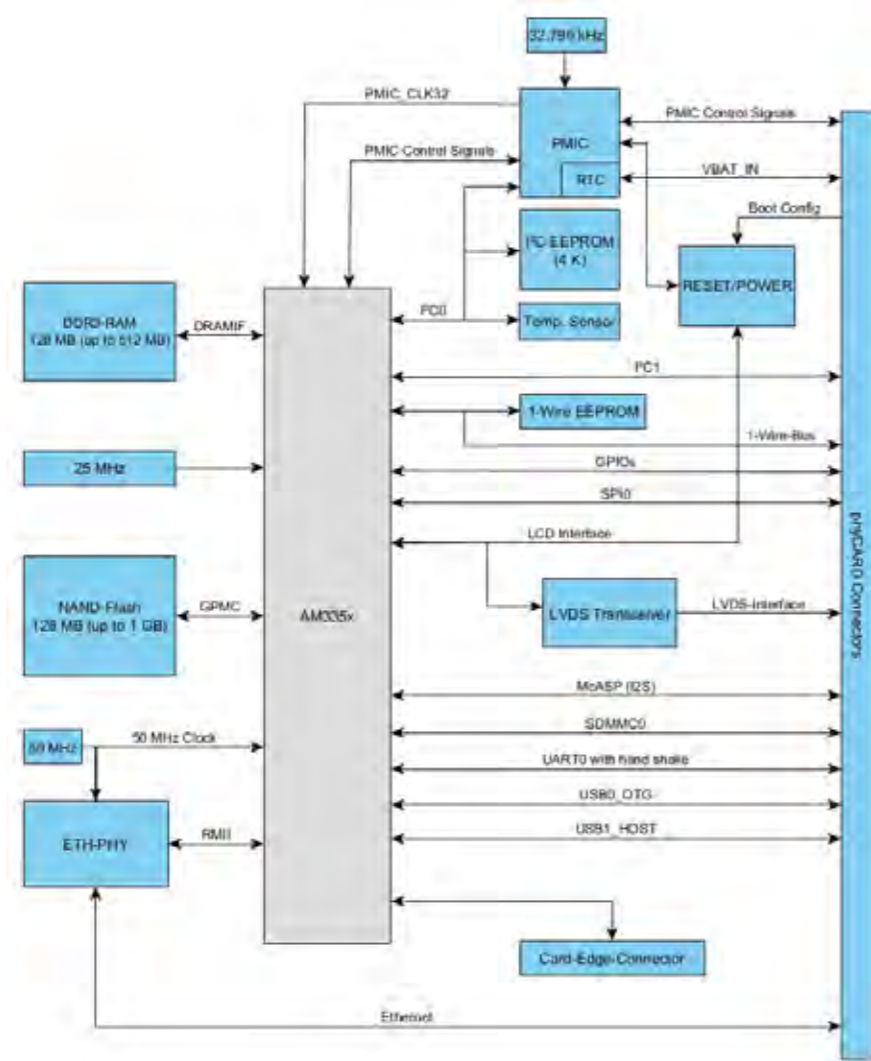 32.768 kHz
PMIC_CLK32
PMIC Control Signals
PMIC
PMIC Control Signals
RTC
VBAT_IN
Boot Config
I²C EEPROM
(4 K)
RESET/POWER
DDR3-RAM
128 MB (up to 512 MB)
DRAMIF
I²C0
Temp. Sensor
I²C1
1-Wire EEPROM
1-Wire-Bus
25 MHz
GPIOs
SPI0
LCD Interface
NAND-Flash
128 MB (up to 1 GB)
GPMC
AM335x
LVDS Transceiver
LVDS-Interface
phyCARD Connectors
McASP (I2S)
50 MHz
50 MHz Clock
SDMMC0
UART0 with hand shake
USB0_OTG
ETH-PHY
RMII
USB1_HOST
Card-Edge-Connector
Ethernet